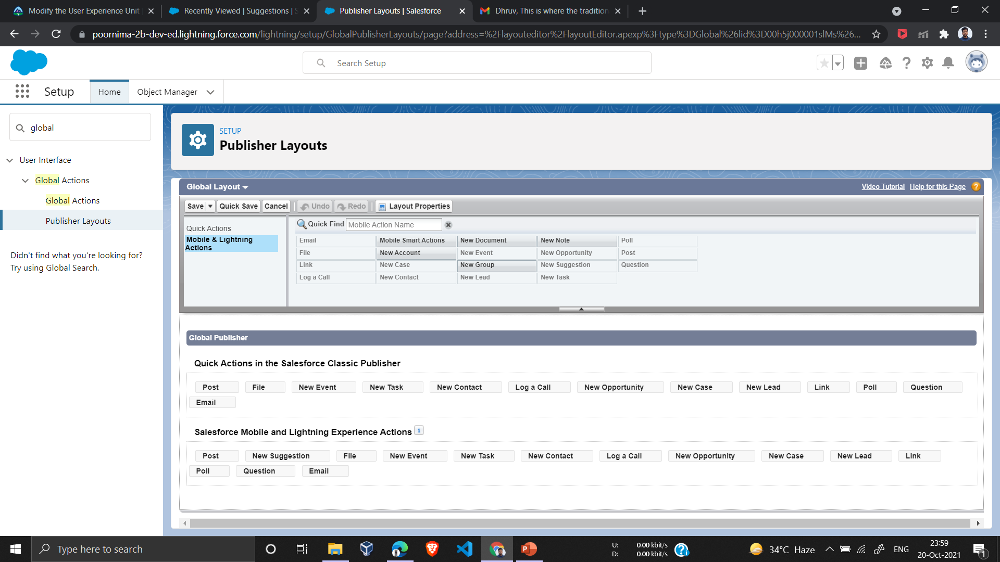 Modify the User Experience Unit
Recently Viewed | Suggestions | S
Publisher Layouts | Salesforce
Dhruv, This is where the tradition
poornima-2b-dev-ed.lightning.force.com/lightning/setup/GlobalPublisherLayouts/page?address=%2Flayouteditor%2FlayoutEditor.apexp%3Ftype%3DGlobal%26lid%3D00h5j000001slMs%26...
Search Setup
Setup
Home
Object Manager
global
User Interface
Global Actions
Global Actions
Publisher Layouts
Didn't find what you're looking for?
Try using Global Search.
SETUP
Publisher Layouts
Global Layout
Video Tutorial
Help for this Page
Save
Quick Save
Cancel
Undo
Redo
Layout Properties
Quick Actions
Mobile & Lightning
Actions
Quick Find
Mobile Action Name
Email
Mobile Smart Actions
New Document
New Note
Poll
File
New Account
New Event
New Opportunity
Post
Link
New Case
New Group
New Suggestion
Question
Log a Call
New Contact
New Lead
New Task
Global Publisher
Quick Actions in the Salesforce Classic Publisher
Post
File
New Event
New Task
New Contact
Log a Call
New Opportunity
New Case
New Lead
Link
Poll
Question
Email
Salesforce Mobile and Lightning Experience Actions
Post
New Suggestion
File
New Event
New Task
New Contact
Log a Call
New Opportunity
New Case
New Lead
Link
Poll
Question
Email
Type here to search
U: 0.00 kbit/s
D: 0.00 kbit/s
34°C Haze
ENG
23:59
20-Oct-2021
1